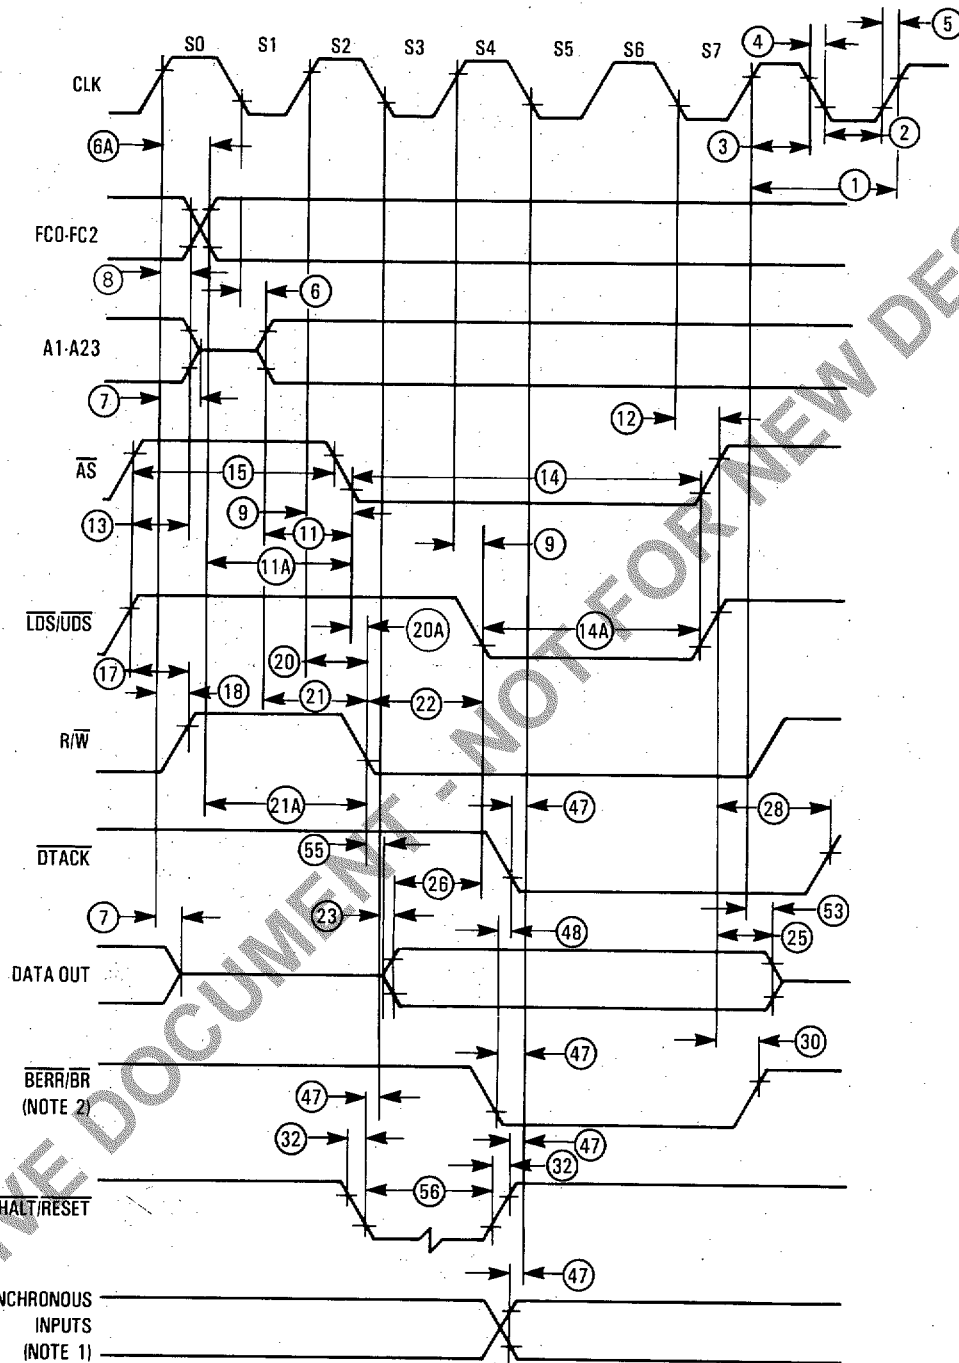 S0 S1 S2 S3 S4 S5 S6 S7
4 5
CLK
6A 3 2
1
FC0-FC2
8 6
A1-A23
7 12
AS
15 14
13 9 11 9
11A
LDS/UDS
20A 14A
17 20
18 21 22
R/W
21A 47 28
DTACK
55 26
7 23 48 53
25
DATA OUT
30
47
BERR/BR
(NOTE 2)
47
32 47
32
56
HALT/RESET
47
NCHRONOUS
INPUTS
(NOTE 1)
VE DOCUMENT - NOT FOR NEW DES